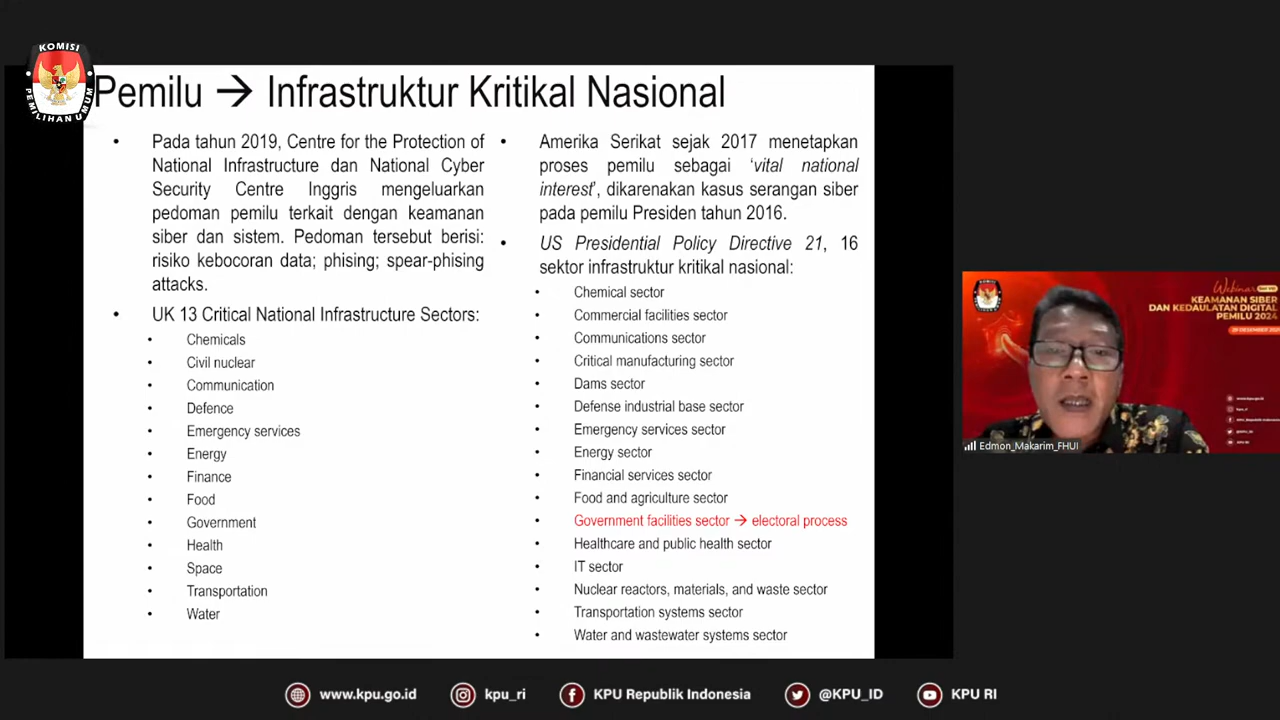 KOMISI
PEMILIHAN UMUM
Pemilu → Infrastruktur Kritikal Nasional
• Pada tahun 2019, Centre for the Protection of
National Infrastructure dan National Cyber
Security Centre Inggris mengeluarkan
pedoman pemilu terkait dengan keamanan
siber dan sistem. Pedoman tersebut berisi:
risiko kebocoran data; phising; spear-phising
attacks.
• UK 13 Critical National Infrastructure Sectors:
• Chemicals
• Civil nuclear
• Communication
• Defence
• Emergency services
• Energy
• Finance
• Food
• Government
• Health
• Space
• Transportation
• Water
• Amerika Serikat sejak 2017 menetapkan
proses pemilu sebagai ‘vital national
interest’, dikarenakan kasus serangan siber
pada pemilu Presiden tahun 2016.
• US Presidential Policy Directive 21, 16
sektor infrastruktur kritikal nasional:
• Chemical sector
• Commercial facilities sector
• Communications sector
• Critical manufacturing sector
• Dams sector
• Defense industrial base sector
• Emergency services sector
• Energy sector
• Financial services sector
• Food and agriculture sector
• Government facilities sector → electoral process
• Healthcare and public health sector
• IT sector
• Nuclear reactors, materials, and waste sector
• Transportation systems sector
• Water and wastewater systems sector
Webinar
KEAMANAN SIBER
DAN KEDAULATAN DIGITAL
PEMILU 2024
Edmon_Makarim_FHUI
www.kpu.go.id
kpu_ri
KPU Republik Indonesia
@KPU_ID
KPU RI